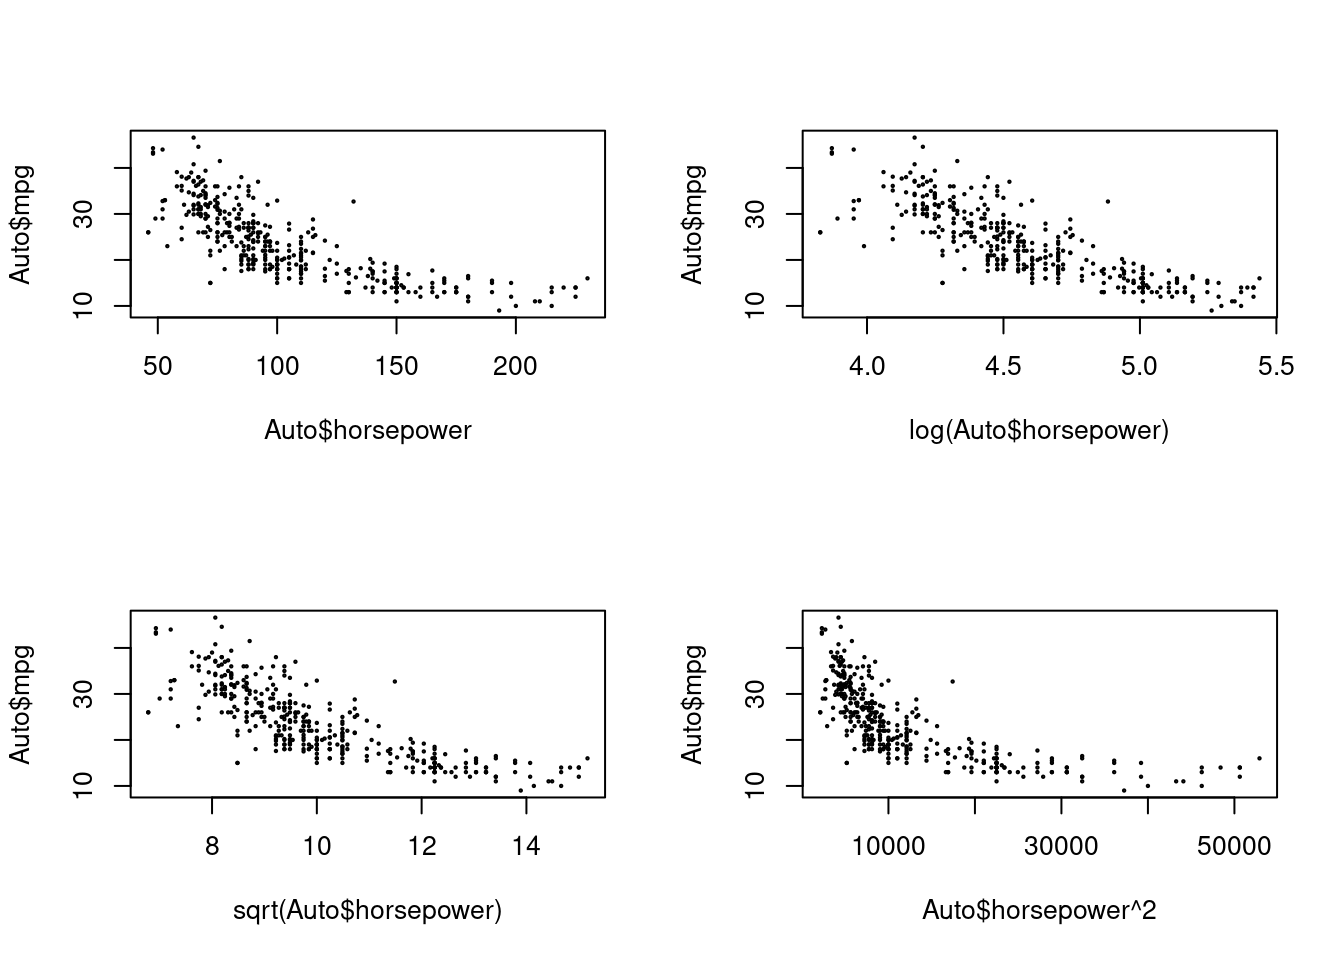 Auto$mpg
10 30
50 100 150 200
Auto$horsepower
Auto$mpg
10 30
4.0 4.5 5.0 5.5
log(Auto$horsepower)
Auto$mpg
10 30
8 10 12 14
sqrt(Auto$horsepower)
Auto$mpg
10 30
10000 30000 50000
Auto$horsepower^2